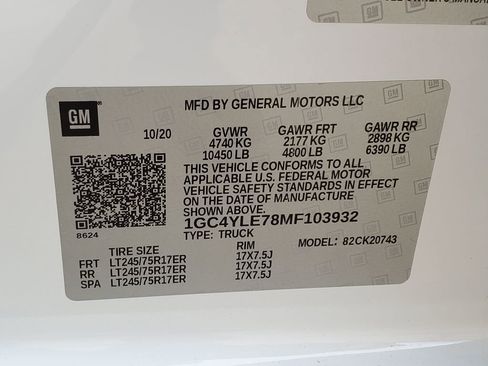 GM
MFD BY GENERAL MOTORS LLC
10/20 GVWR GAWR FRT GAWR RR
4740 KG 2177 KG 2898 KG
10450 LB 4800 LB 6390 LB
THIS VEHICLE CONFORMS TO ALL
APPLICABLE U.S. FEDERAL MOTOR
VEHICLE SAFETY STANDARDS IN EFFECT
ON THE DATE OF MANUFACTURE
SHOWN ABOVE.
1GC4YLE78MF103932
8624 TYPE: TRUCK
MODEL: 82CK20743
TIRE SIZE RIM
FRT LT245/75R17ER 17X7.5J
RR LT245/75R17ER 17X7.5J
SPA LT245/75R17ER 17X7.5J